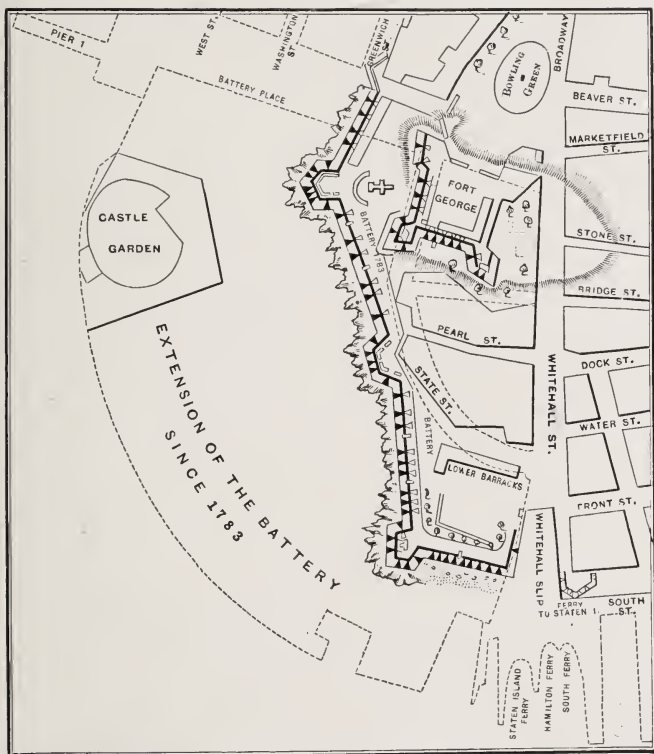 PIER 1
WEST ST.
WASHINGTON
ST.
GREENWICH
ST.
BATTERY PLACE
BOWLING
GREEN
BROADWAY
BEAVER ST.
MARKETFIELD
ST.
CASTLE
GARDEN
FORT
GEORGE
BATTERY 1783
STONE ST.
BRIDGE ST.
PEARL ST.
STATE ST.
WHITEHALL ST.
DOCK ST.
WATER ST.
EXTENSION OF THE BATTERY
SINCE 1783
BATTERY
LOWER BARRACKS
FRONT ST.
WHITEHALL SLIP
FERRY
TO STATEN I.
SOUTH
ST.
STATEN ISLAND
FERRY
HAMILTON FERRY
SOUTH FERRY